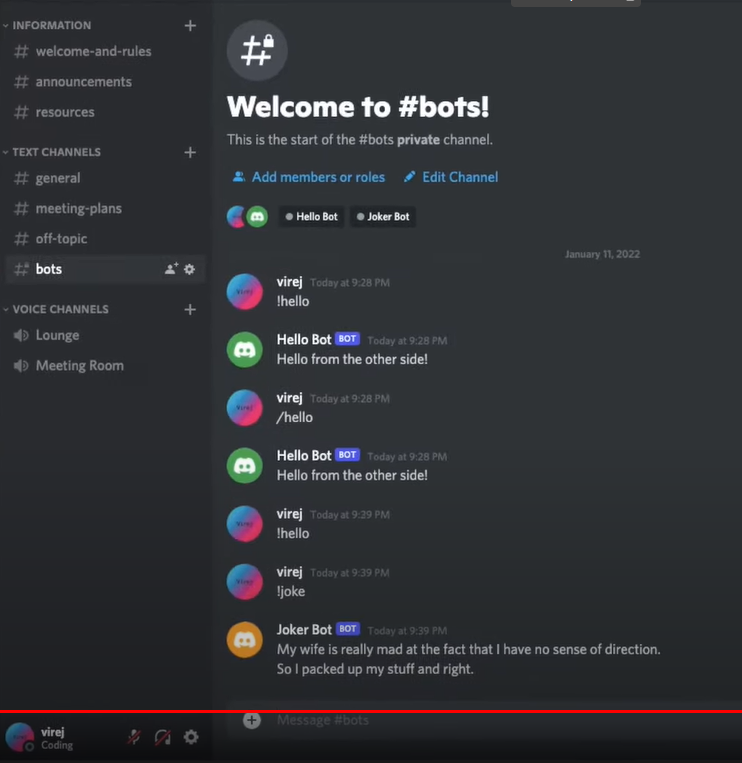 INFORMATION
welcome-and-rules
announcements
resources
TEXT CHANNELS
general
meeting-plans
off-topic
bots
VOICE CHANNELS
Lounge
Meeting Room
virej
Coding
Welcome to #bots!
This is the start of the #bots private channel.
Add members or roles Edit Channel
Hello Bot Joker Bot
January 11, 2022
virej Today at 9:28 PM
!hello
Hello Bot BOT Today at 9:28 PM
Hello from the other side!
virej Today at 9:28 PM
/hello
Hello Bot BOT Today at 9:28 PM
Hello from the other side!
virej Today at 9:29 PM
!hello
virej Today at 9:39 PM
!joke
Joker Bot BOT Today at 9:39 PM
My wife is really mad at the fact that I have no sense of direction.
So I packed up my stuff and right.
Message #bots